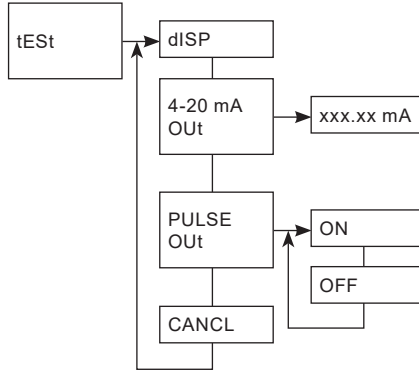 tESt
dISP
4-20 mA
OUt
xxx.xx mA
PULSE
OUt
ON
OFF
CANCL